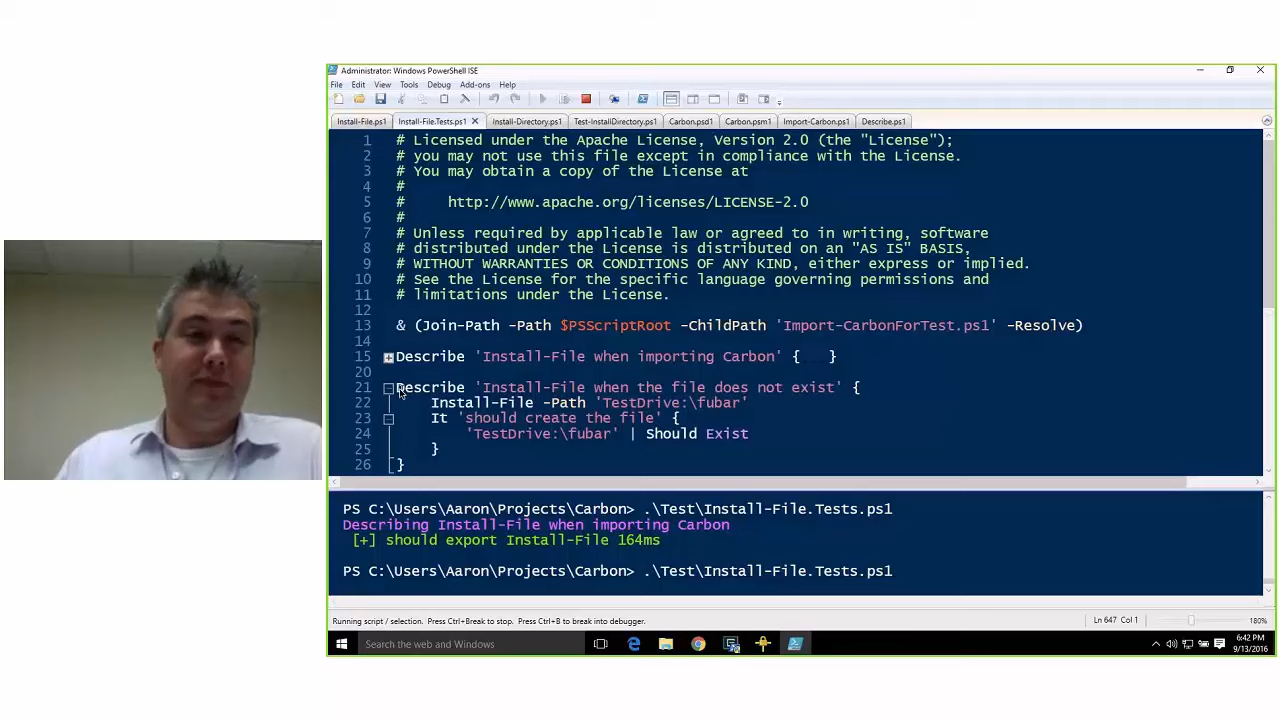 Administrator: Windows PowerShell ISE
File Edit View Tools Debug Add-ons Help
Install-File.ps1 Install-File.Tests.ps1 Install-Directory.ps1 Test-InstallDirectory.ps1 Carbon.psd1 Carbon.psm1 Import-Carbon.ps1 Describe.ps1
1 # Licensed under the Apache License, Version 2.0 (the "License");
2 # you may not use this file except in compliance with the License.
3 # You may obtain a copy of the License at
4 #
5 # http://www.apache.org/licenses/LICENSE-2.0
6 #
7 # Unless required by applicable law or agreed to in writing, software
8 # distributed under the License is distributed on an "AS IS" BASIS,
9 # WITHOUT WARRANTIES OR CONDITIONS OF ANY KIND, either express or implied.
10 # See the License for the specific language governing permissions and
11 # limitations under the License.
12
13 & (Join-Path -Path $PSScriptRoot -ChildPath 'Import-CarbonForTest.ps1' -Resolve)
14
15 Describe 'Install-File when importing Carbon' { ... }
20
21 Describe 'Install-File when the file does not exist' {
22 Install-File -Path 'TestDrive:\fubar'
23 It 'should create the file' {
24 'TestDrive:\fubar' | Should Exist
25 }
26 }
PS C:\Users\Aaron\Projects\Carbon> .\Test\Install-File.Tests.ps1
Describing Install-File when importing Carbon
[+] should export Install-File 164ms
PS C:\Users\Aaron\Projects\Carbon> .\Test\Install-File.Tests.ps1
Running script / selection. Press Ctrl+Break to stop. Press Ctrl+B to break into debugger.
Ln 647 Col 1
180%
Search the web and Windows
6:42 PM
9/13/2016